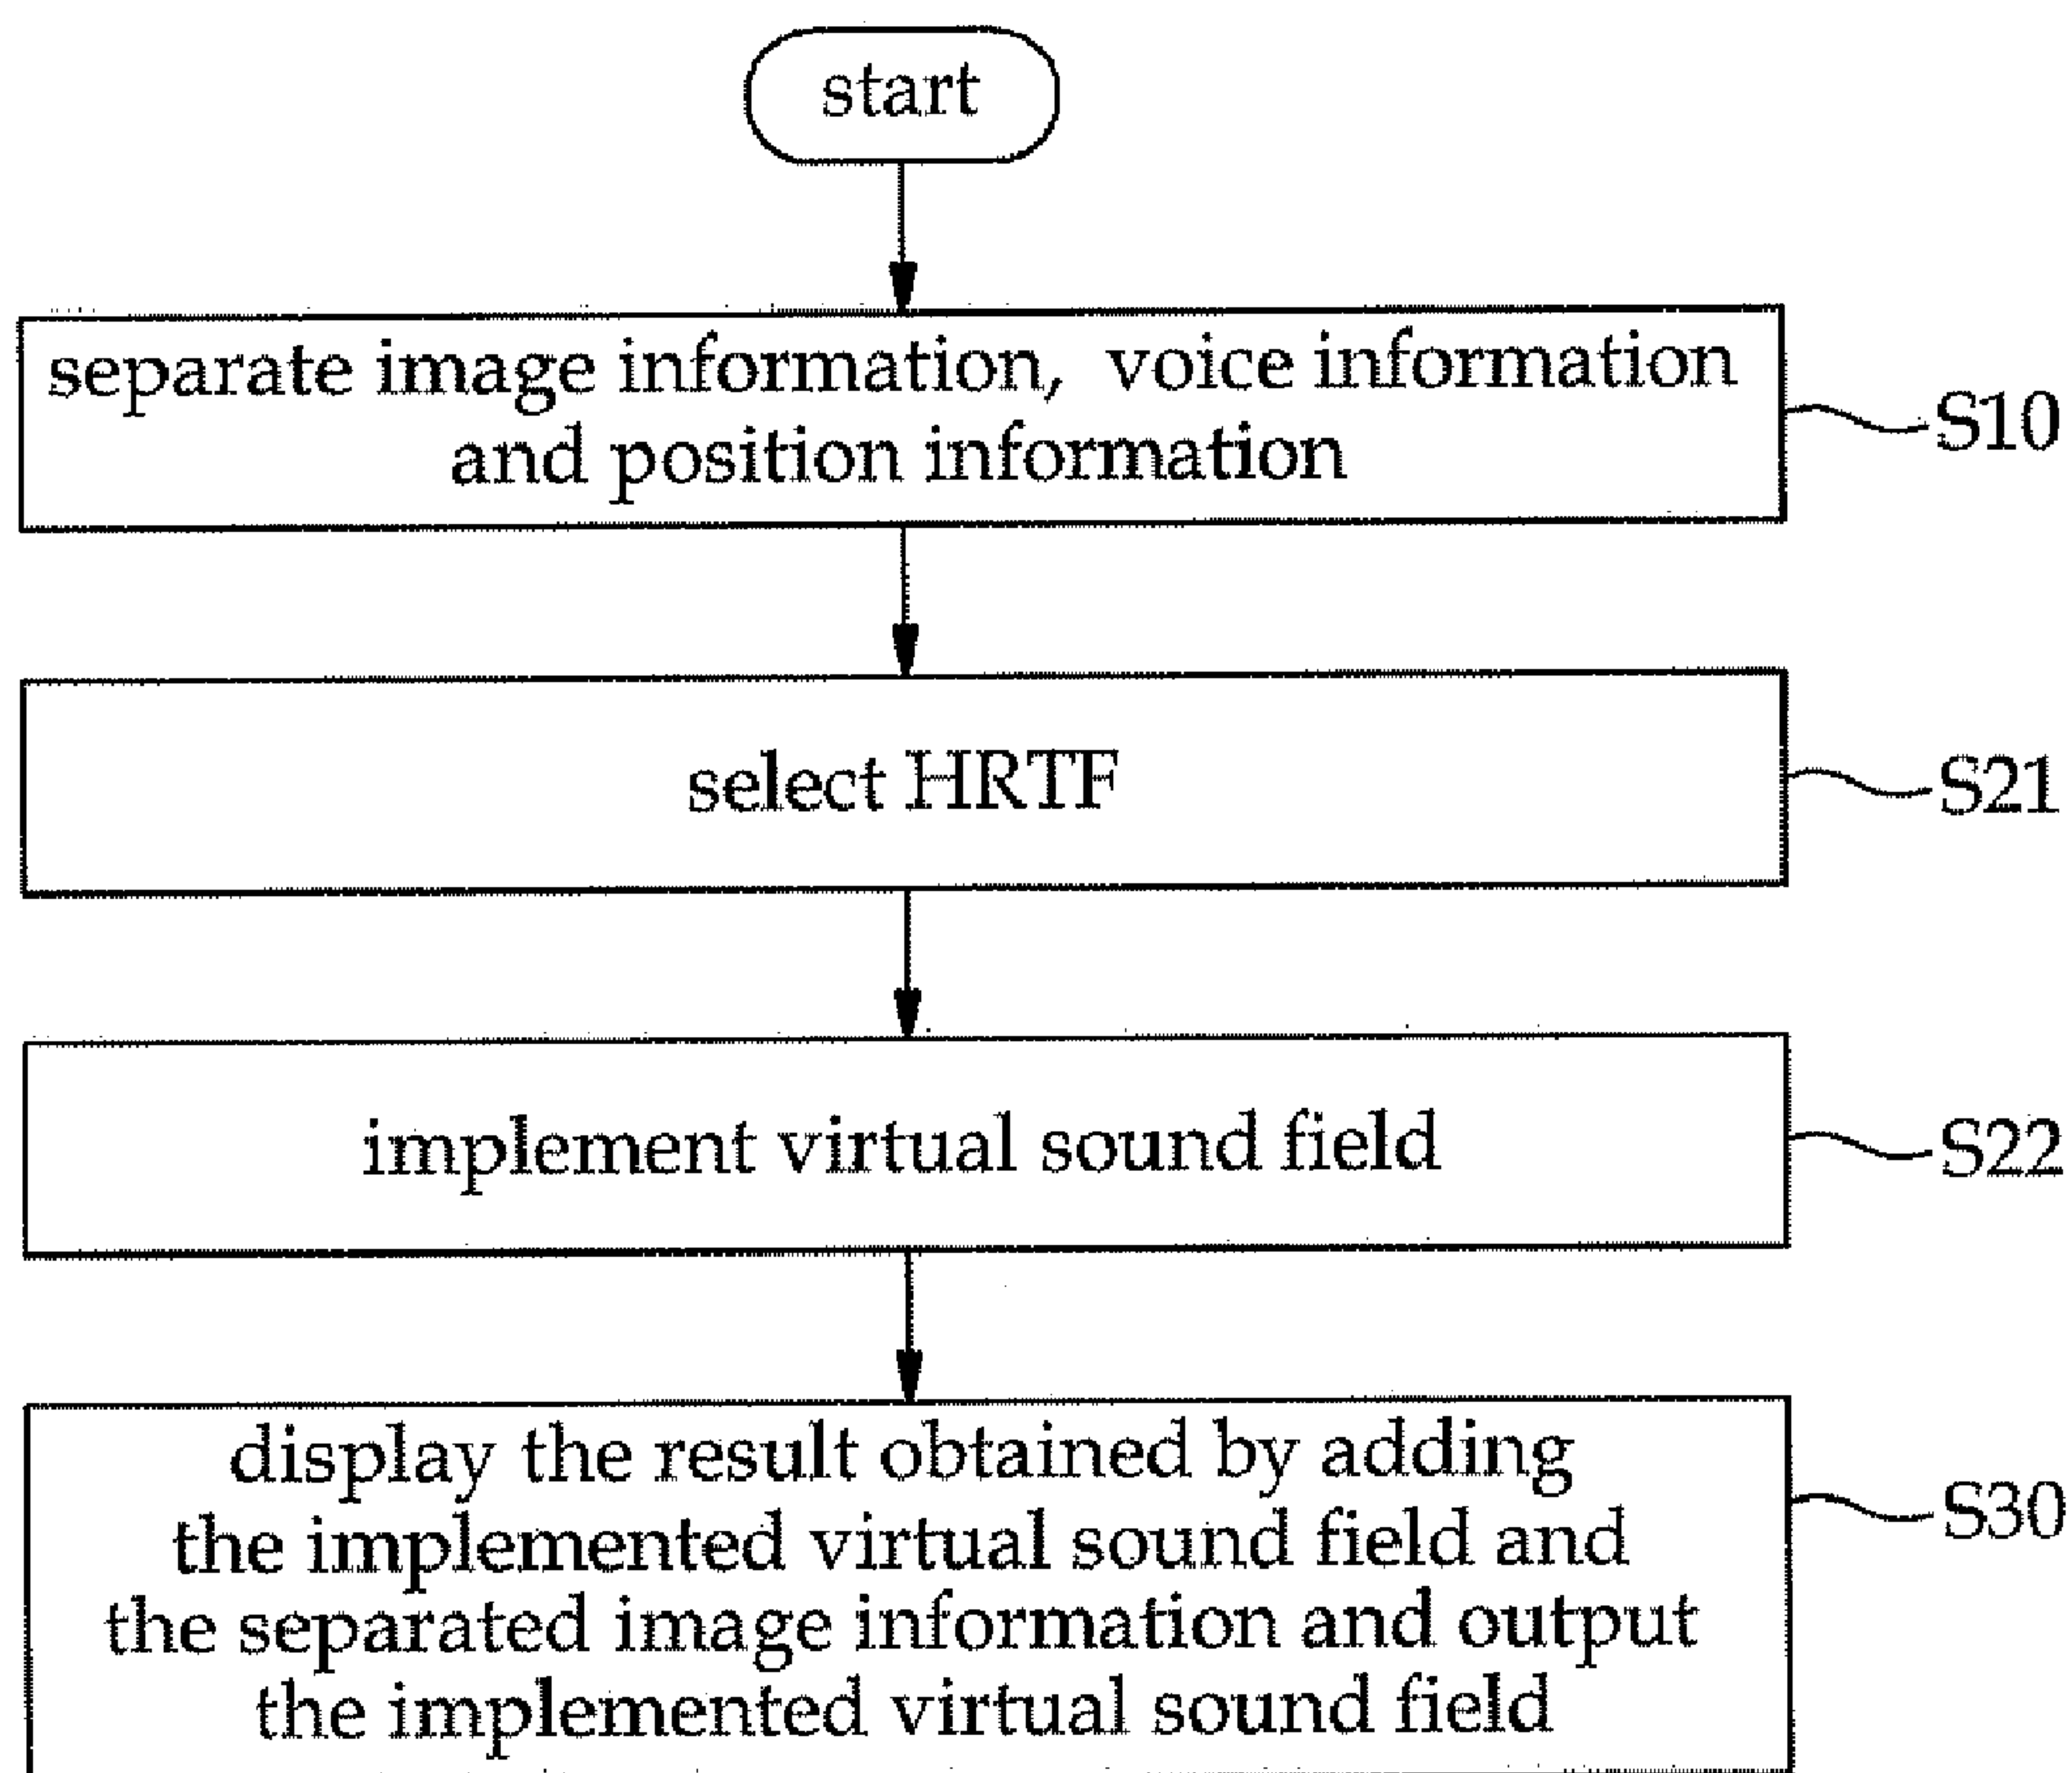 start
separate image information, voice information
and position information
S10
select HRTF
S21
implement virtual sound field
S22
display the result obtained by adding
the implemented virtual sound field and
the separated image information and output
the implemented virtual sound field
S30